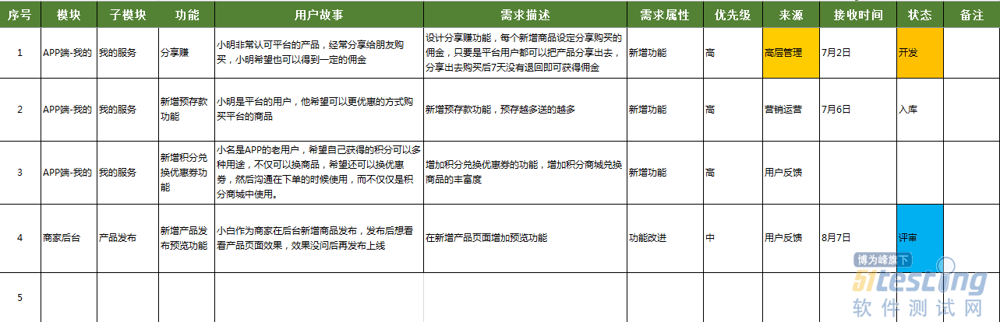 序号 模块 子模块 功能 用户故事 需求描述 需求属性 优先级 来源 接收时间 状态 备注
1
APP端-我的
我的服务
分享赚
小明非常认可平台的产品，经常分享给朋友购
买，小明希望也可以得到一定的佣金
设计分享赚功能，每个新增商品设定分享购买的
佣金，只要是平台用户都可以把产品分享出去，
分享出去购买后7天没有退回即可获得佣金
新增功能
高
高层管理
7月2日
开发
2
APP端-我的
我的服务
新增预存款
功能
小明是平台的用户，他希望可以更优惠的方式购
买平台的商品
新增预存款功能，预存越多送的越多
新增功能
高
营销运营
7月6日
入库
3
APP端-我的
我的服务
新增积分兑
换优惠券功
能
小名是APP的老用户，希望自己获得的积分可以多
种用途，不仅可以换商品，希望还可以换优惠
券，然后沟通在下单的时候使用，而不仅仅是积
分商城中使用。
增加积分兑换优惠券的功能，增加积分商城兑换
商品的丰富度
新增功能
高
用户反馈
4
商家后台
产品发布
新增产品发
布预览功能
小白作为商家在后台新增商品发布，发布后想看
看产品页面效果，效果没问后再发布上线
在新增产品页面增加预览功能
功能改进
中
用户反馈
8月7日
评审
5
博为峰旗下
51testing
软件测试网